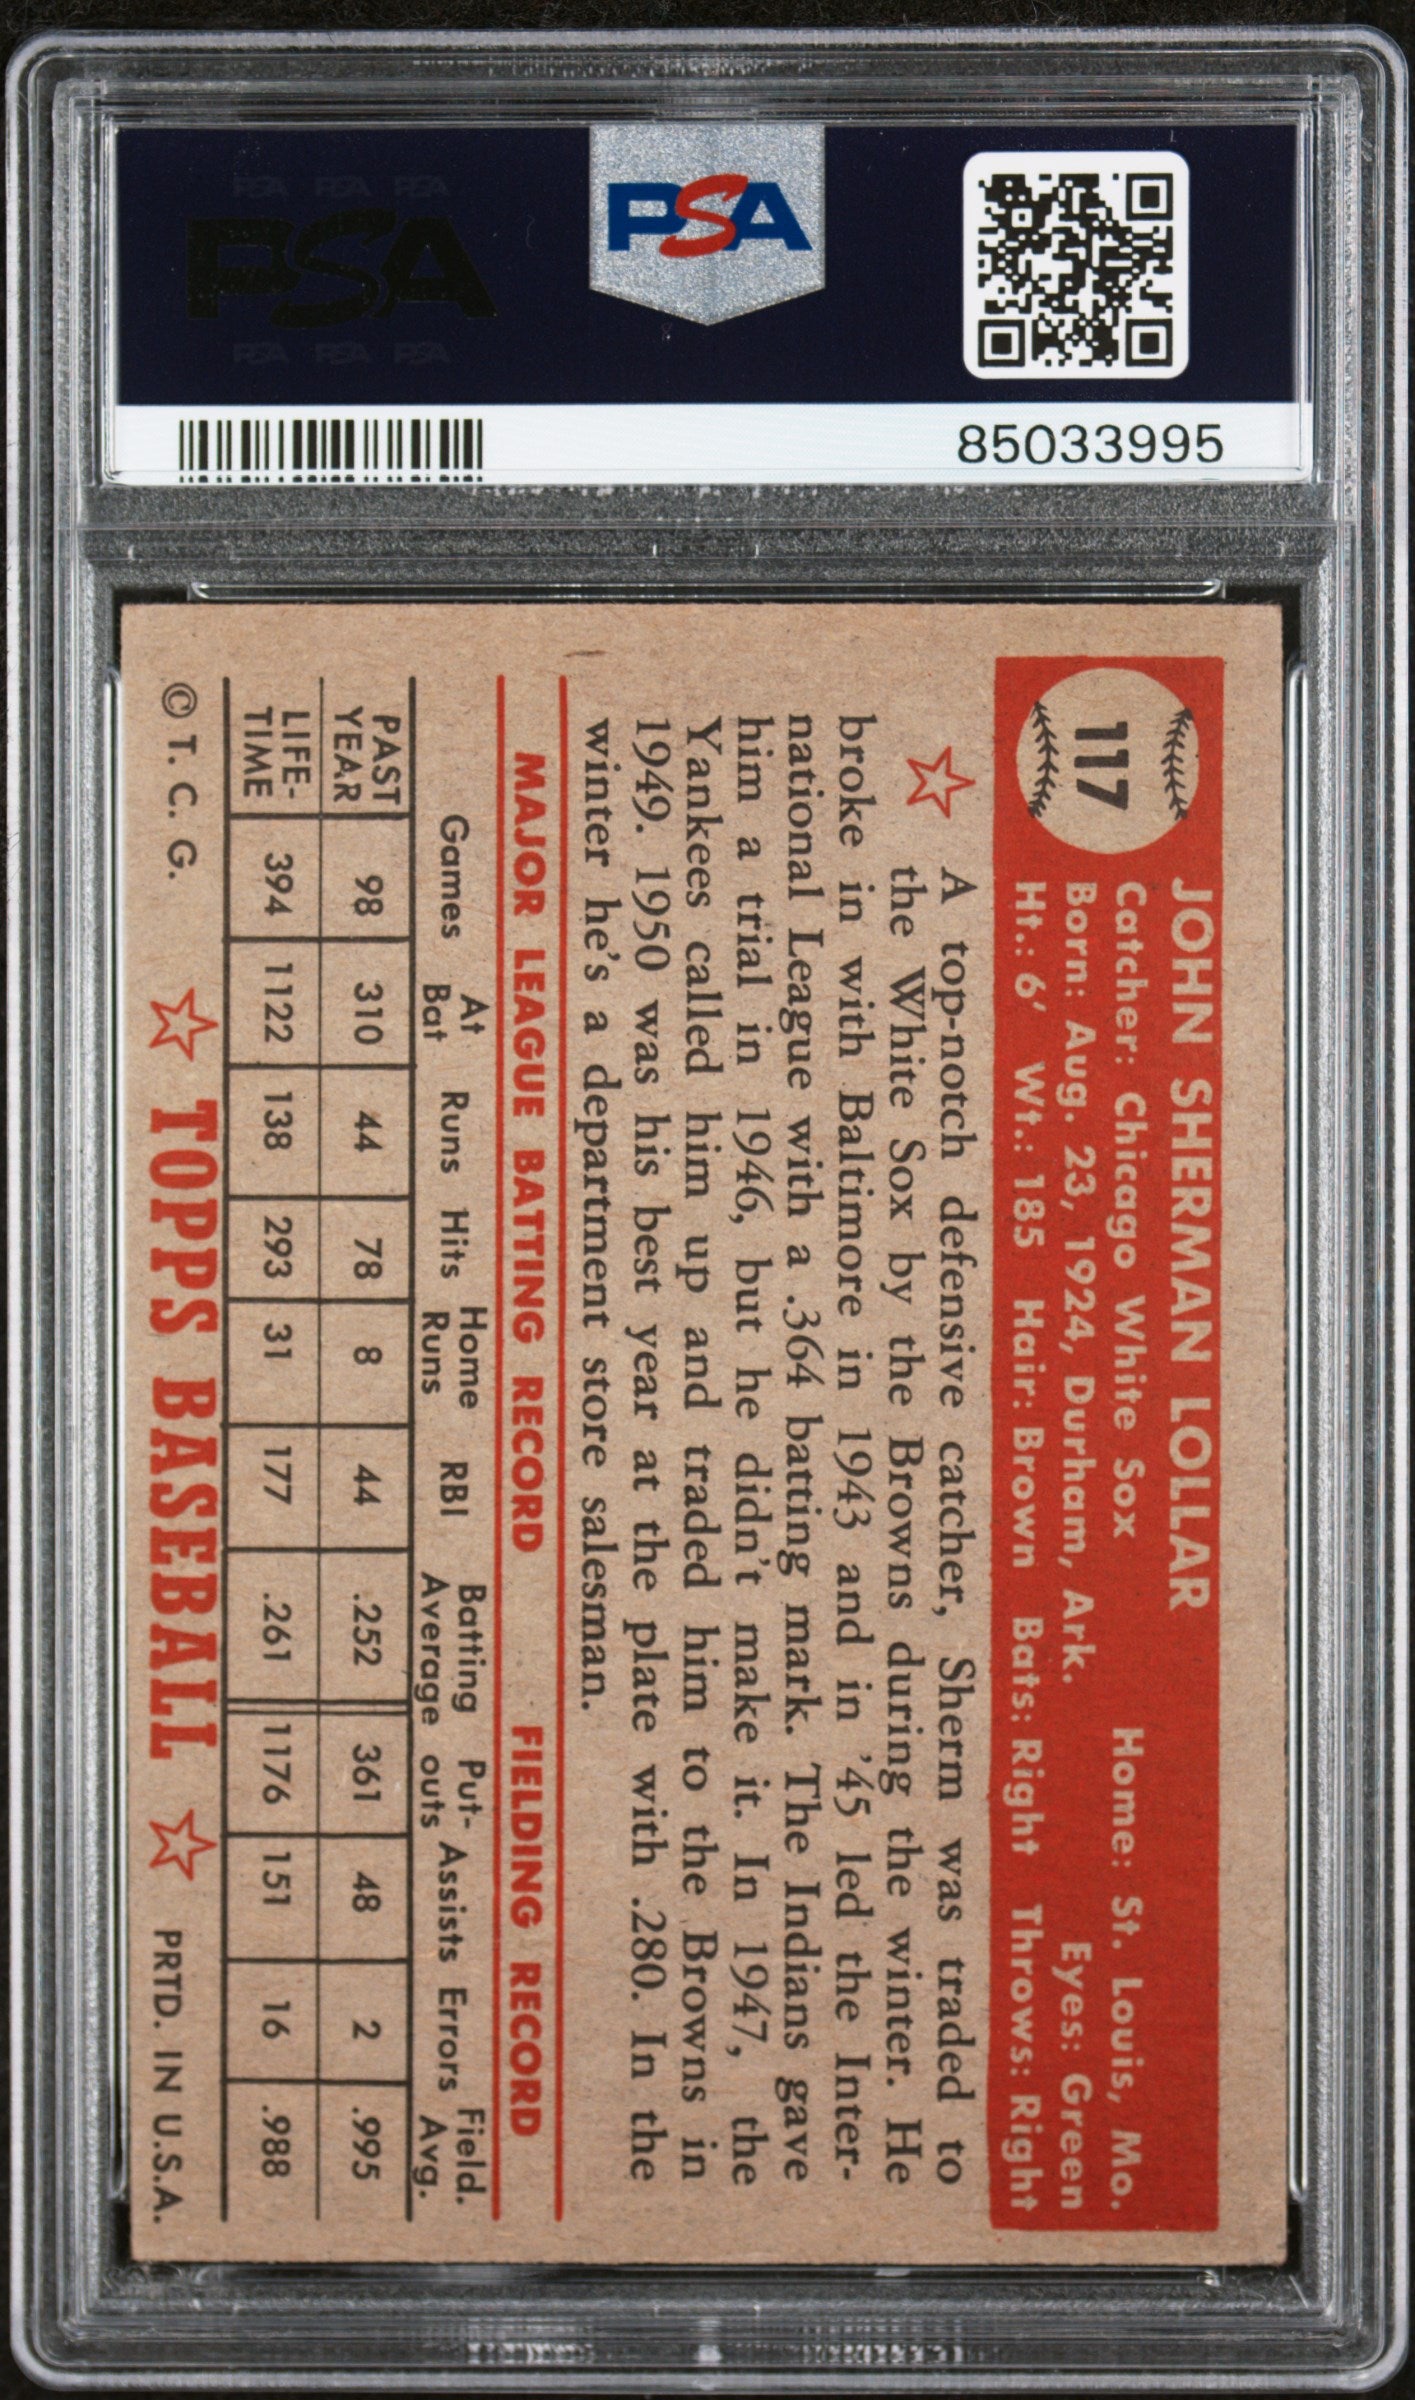 PSA PSA PSA
PSA
PSA PSA PSA
PSA
85033995
117
JOHN SHERMAN LOLLAR
Catcher: Chicago White Sox Home: St. Louis, Mo.
Born: Aug. 23, 1924, Durham, Ark. Eyes: Green
Ht.: 6′ Wt.: 185 Hair: Brown Bats: Right Throws: Right
A top-notch defensive catcher, Sherm was traded to
the White Sox by the Browns during the winter. He
broke in with Baltimore in 1943 and in ’45 led the Inter-
national League with a .364 batting mark. The Indians gave
him a trial in 1946, but he didn’t make it. In 1947, the
Yankees called him up and traded him to the Browns in
1949. 1950 was his best year at the plate with .280. In the
winter he’s a department store salesman.
MAJOR LEAGUE BATTING RECORD FIELDING RECORD
Games At Bat Runs Hits Home Runs RBI Batting Average Put-outs Assists Errors Field. Avg.
PAST YEAR 98 310 44 78 8 44 .252 361 48 2 .995
LIFE-TIME 394 1122 138 293 31 177 .261 1176 151 16 .988
© T. C. G. TOPPS BASEBALL PRTD. IN U.S.A.